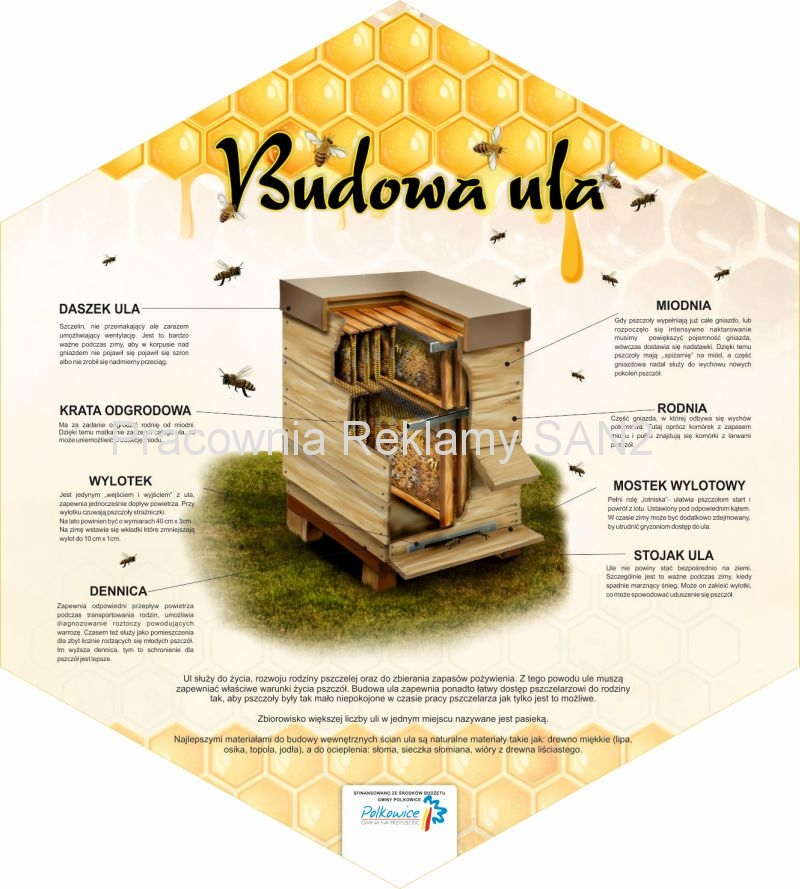 Budowa ula
DASZEK ULA
Szczelin, nie przemakający ale zarazem
umożliwiający wentylację. Jest to bardzo
ważne podczas zimy, aby w korpusie nad
gniazdem nie pojawił się pojawił się szron
albo nie zrobił się nadmierny przeciąg.
KRATA ODGRODOWA
Ma za zadanie odgrodzić rodnię od miodni.
Dzięki temu matka nie
może uniemożliwić produkcję miodu.
WYLOTEK
Jest jedynym „wejściem i wyjściem” z ula,
zapewnia jednocześnie dopływ powietrza. Przy
wylotku czuwają pszczoły strażniczki.
Na lato powinien być o wymiarach 40 cm x 3cm
Na zimę wstawia się wkładki które zmniejszają
wylot do 10 cm x 1cm.
DENNICA
Zapewnia odpowiedni przepływ powietrza
podczas transportowania rodzin, umożliwia
diagnozowanie roztoczy powodujących
warrozę. Czasem też służy jako pomieszczenia
dla zbyt licznie rodzących się młodych pszczół.
Im wyższa dennica, tym to schronienie dla
pszczół jest lepsze.
MIODNIA
Gdy pszczoły wypełniają już całe gniazdo, lub
rozpoczęło się intensywne naktarowanie
musimy powiększyć pojemność gniazda,
wówczas dostawia się nadstawki. Dzięki temu
pszczoły mają „spiżarnię” na miód, a część
gniazdowa nadal służy do wychowu nowych
pokoleń pszczół.
RODNIA
Część gniazda, w której odbywa się wychów
potomstwa. Tutaj oprócz komórek z zapasem
miodu i pyłku znajdują się komórki z larwami
pszczół.
MOSTEK WYLOTOWY
Pełni rolę „lotniska”- ułatwia pszczołom start i
powrót z lotu. Ustawiony pod odpowiednim kątem.
W czasie zimy może być dodatkowo zdejmowany,
by utrudnić gryzoniom dostęp do ula.
STOJAK ULA
Ule nie powiny stać bezpośrednio na ziemi.
Szczególnie jest to ważne podczas zimy, kiedy
spadnie marznący śnieg. Może on zakleić wylotki,
co może spowodować uduszenie się pszczół.
Pracownia Reklamy SAN2
Ul służy do życia, rozwoju rodziny pszczelej oraz do zbierania zapasów pożywienia. Z tego powodu ule muszą
zapewniać właściwe warunki życia pszczół. Budowa ula zapewnia ponadto łatwy dostęp pszczelarzowi do rodziny
tak, aby pszczoły były tak mało niepokojone w czasie pracy pszczelarza jak tylko jest to możliwe.
Zbiorowisko większej liczby uli w jednym miejscu nazywane jest pasieką.
Najlepszymi materiałami do budowy wewnętrznych ścian ula są naturalne materiały takie jak: drewno miękkie (lipa,
osika, topola, jodła), a do ocieplenia: słoma, sieczka słomiana, wióry z drewna liściastego.
SFINANSOWANO ZE ŚRODKÓW BUDŻETU
GMINY POLKOWICE
Polkowice
GMINA NA PRZYSZŁOŚĆ